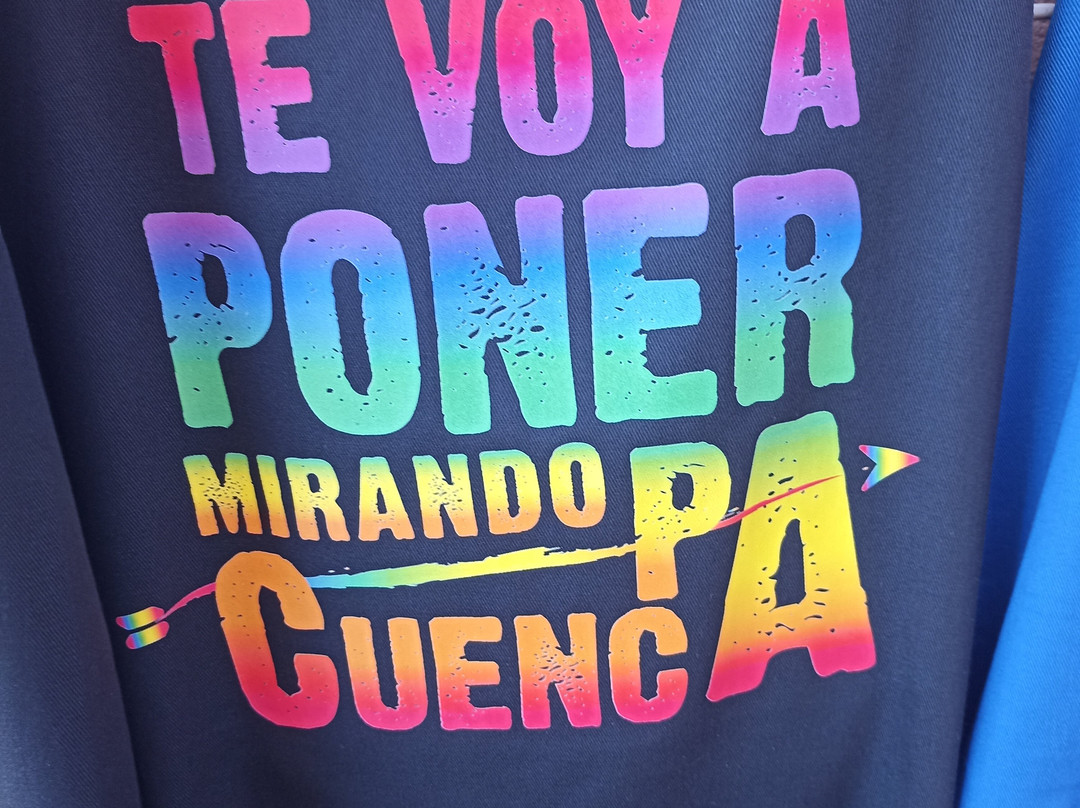 TE VOY A
PONER
MIRANDO PA
CUENCA